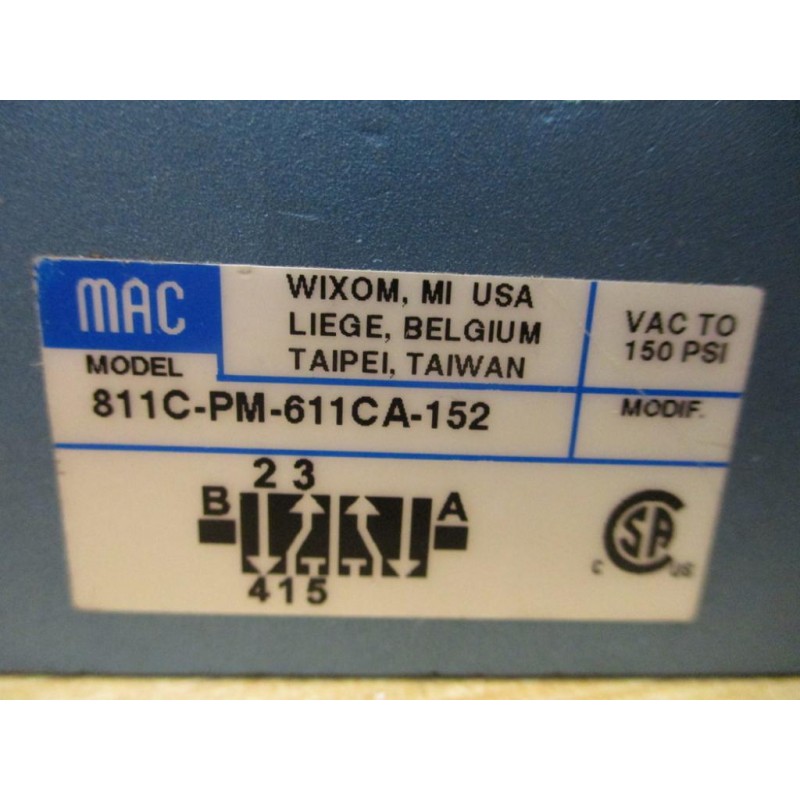 MAC
WIXOM, MI USA
LIEGE, BELGIUM
TAIPEI, TAIWAN
VAC TO
150 PSI
MODEL
811C-PM-611CA-152
MODIF.
2 3
B
A
4 1 5
C SA US